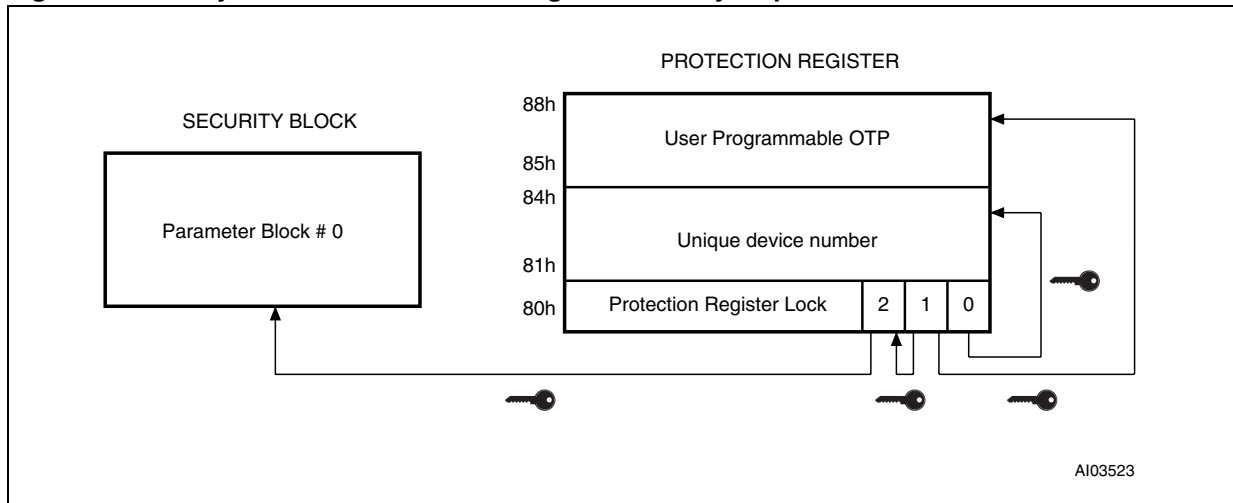 PROTECTION REGISTER
SECURITY BLOCK
88h
User Programmable OTP
85h
84h
Parameter Block # 0
Unique device number
81h
80h
Protection Register Lock 2 1 0
AI03523